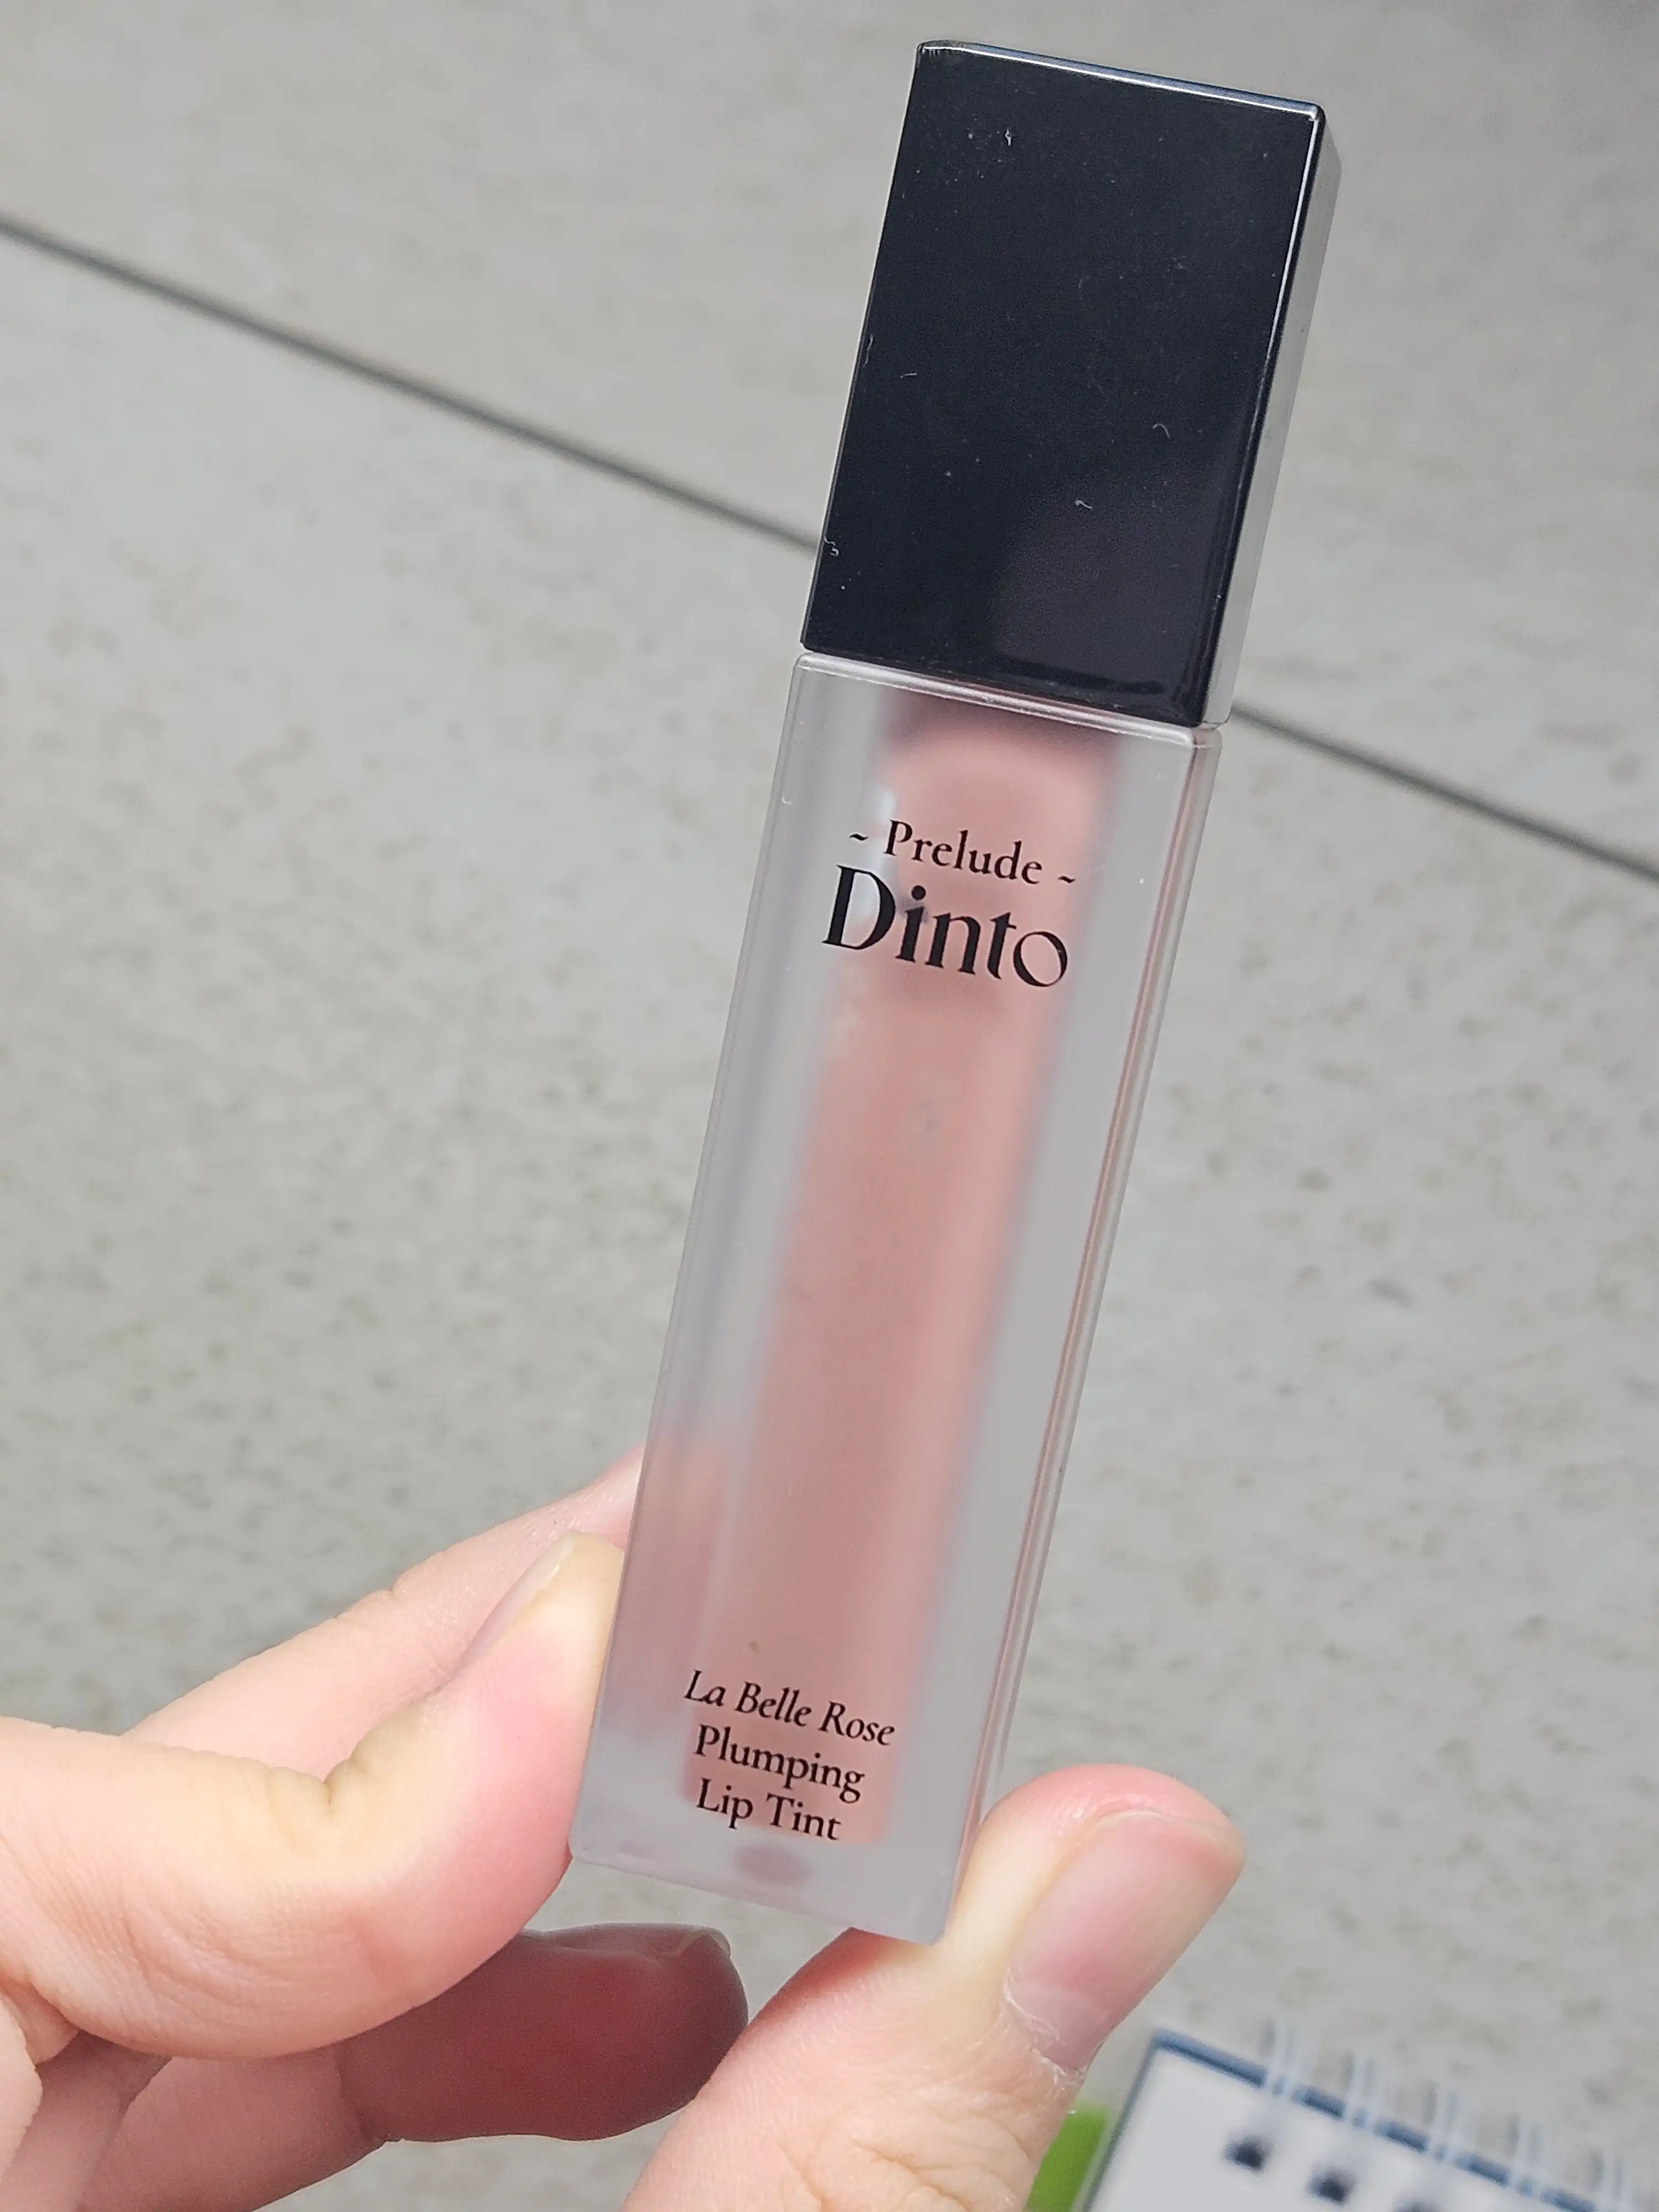 ~ Prelude ~
Dinto
La Belle Rose
Plumping
Lip Tint